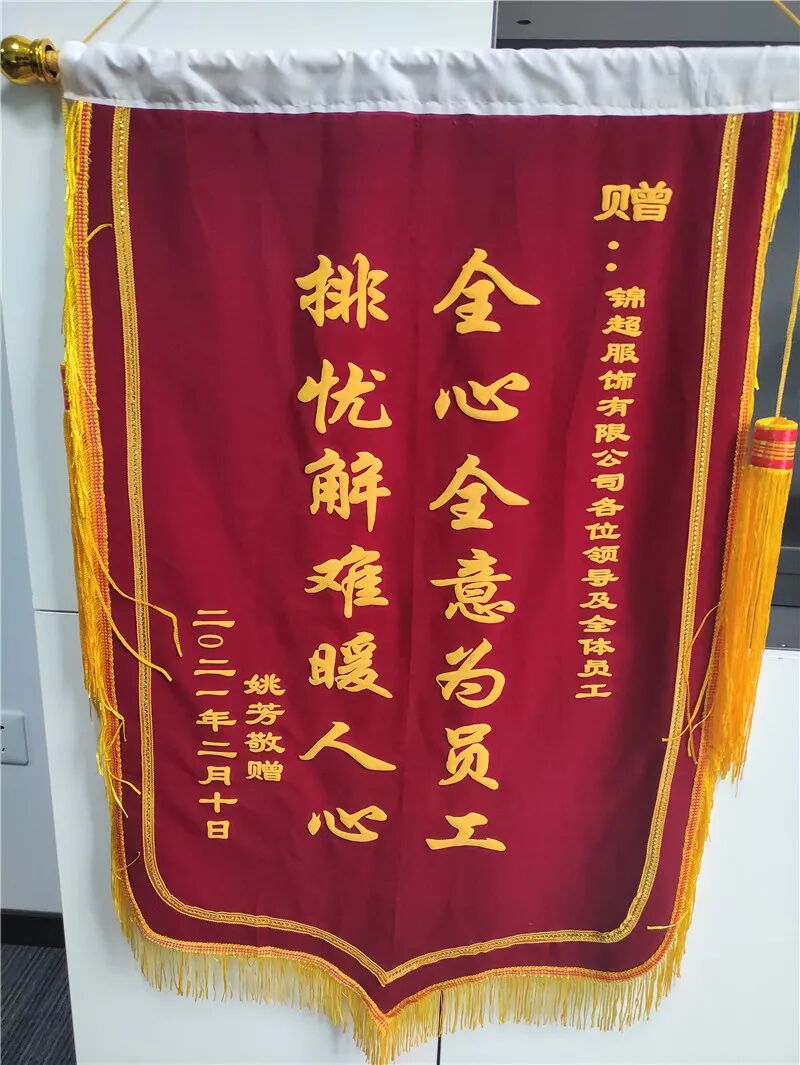 赠：锦超服饰有限公司各位领导及全体员工
全心全意为员工
排忧解难暖人心
姚芳敬赠
二〇二一年二月十日